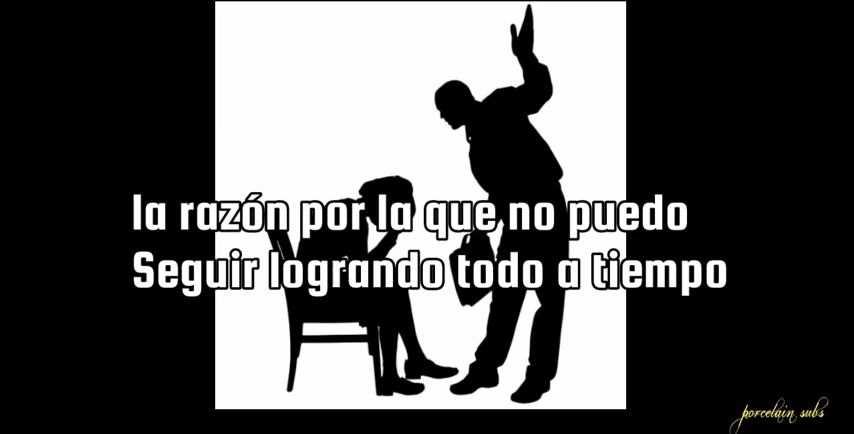 la razón por la que no puedo
Seguir logrando todo a tiempo
porcelain subs